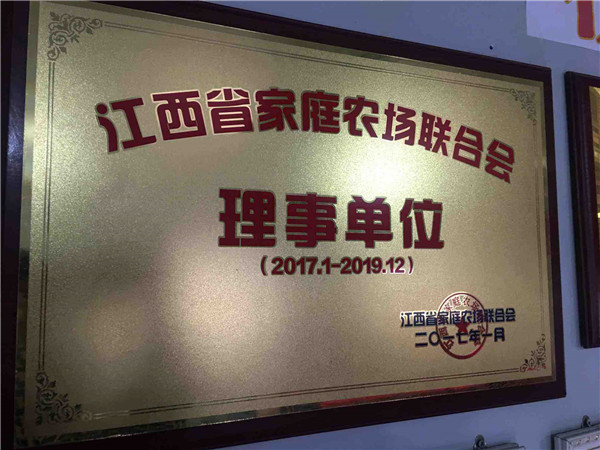 江西省家庭农场联合会
理事单位
(2017.1-2019.12)
江西省家庭农场联合会
二〇一七年一月